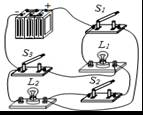 - +
S₁
S₃
L₁
L₂
S₂